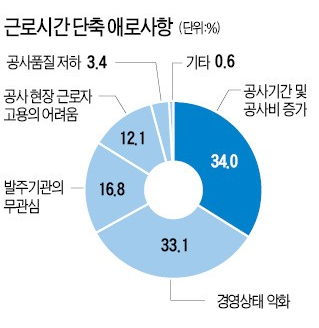 근로시간 단축 애로사항 (단위:%)
공사품질 저하 3.4
기타 0.6
공사 현장 근로자
고용의 어려움
12.1
공사기간 및
공사비 증가
34.0
발주기관의
무관심
16.8
33.1
경영상태 악화